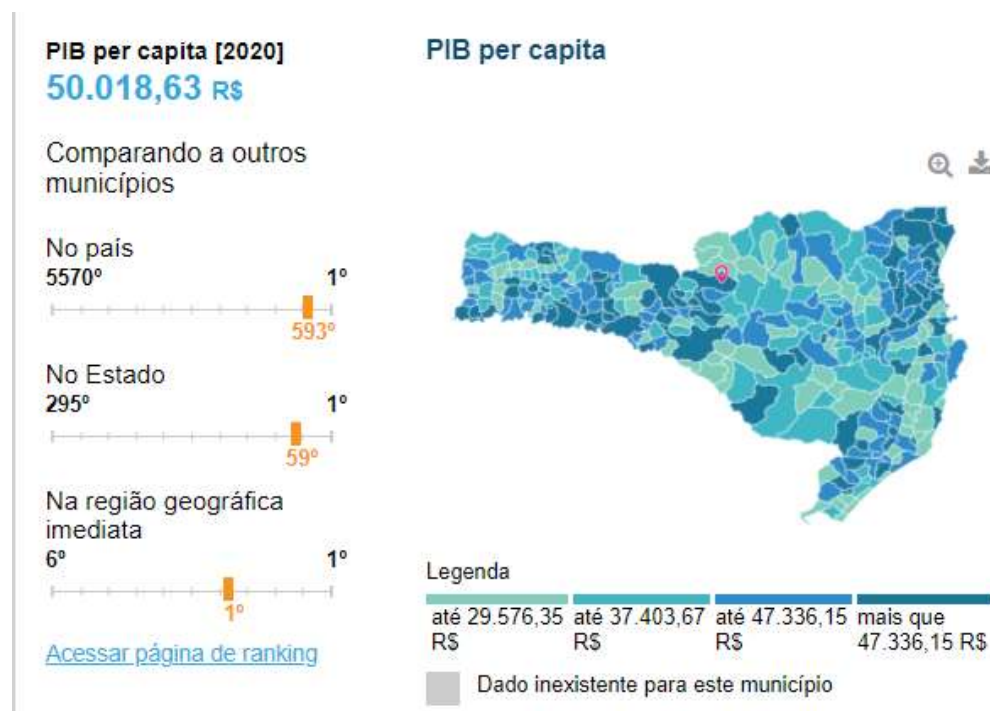 PIB per capita [2020]
50.018,63 R$
Comparando a outros
municípios
No país
5570º 1º
593º
No Estado
295º 1º
59º
Na região geográfica
imediata
6º 1º
1º
Acessar página de ranking
PIB per capita
Legenda
até 29.576,35 R$
até 37.403,67 R$
até 47.336,15 R$
mais que 47.336,15 R$
Dado inexistente para este município